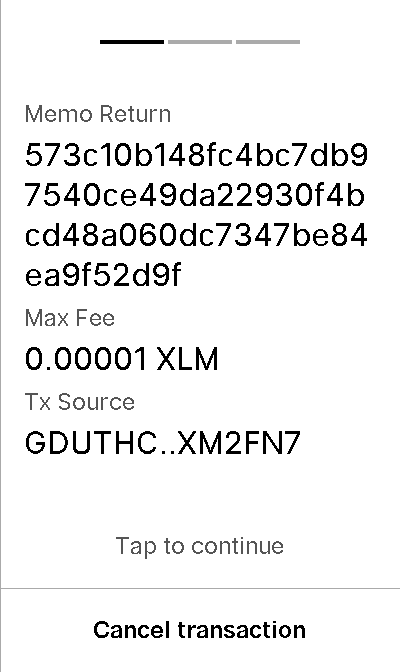 Memo Return
573c10b148fc4bc7db9
7540ce49da22930f4b
cd48a060dc7347be84
ea9f52d9f
Max Fee
0.00001 XLM
Tx Source
GDUTHC..XM2FN7
Tap to continue
Cancel transaction